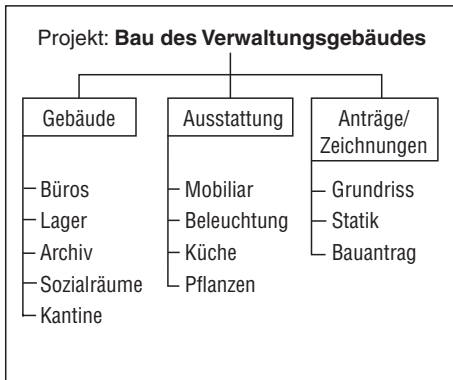 Projekt: Bau des Verwaltungsgebäudes
Gebäude
Büros
Lager
Archiv
Sozialräume
Kantine
Ausstattung
Mobiliar
Beleuchtung
Küche
Pflanzen
Anträge/
Zeichnungen
Grundriss
Statik
Bauantrag